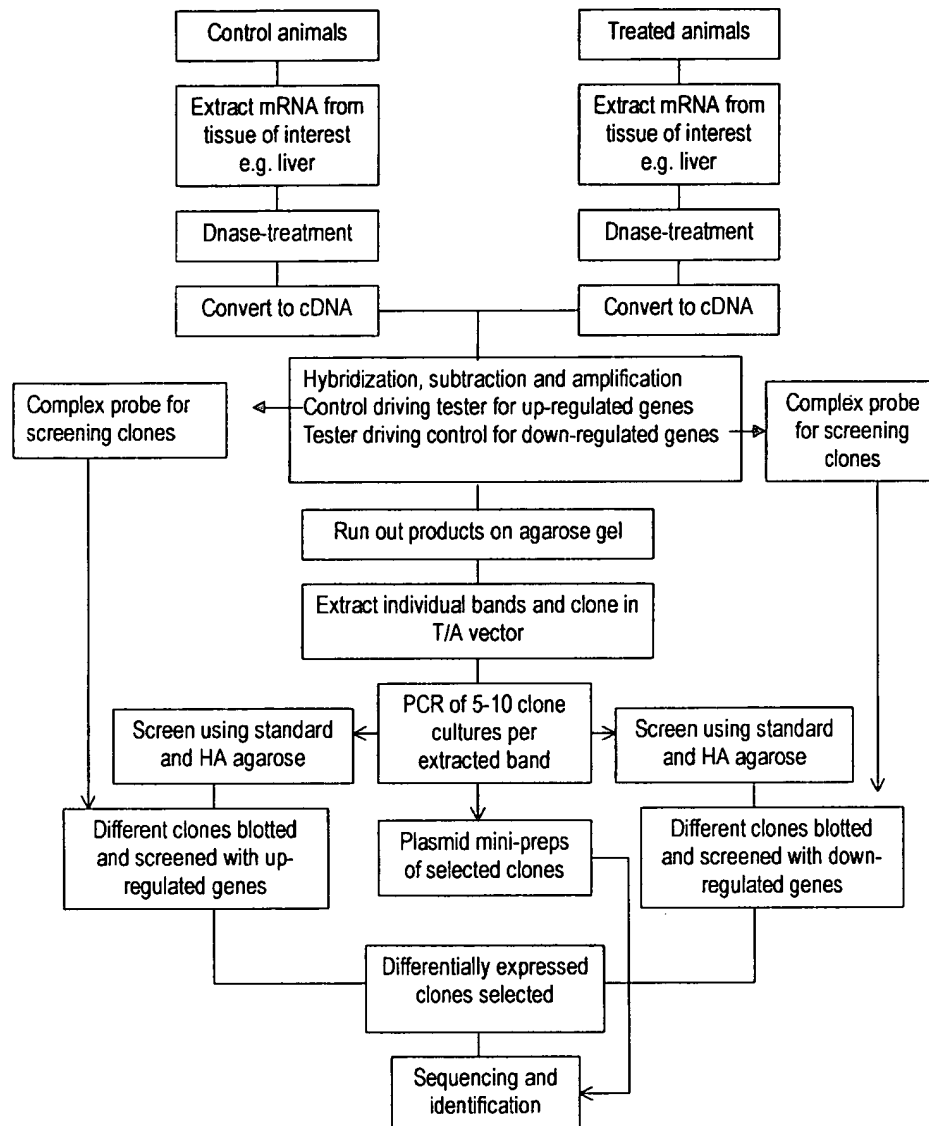 Control animals
Treated animals
Extract mRNA from
tissue of interest
e.g. liver
Extract mRNA from
tissue of interest
e.g. liver
Dnase-treatment
Dnase-treatment
Convert to cDNA
Convert to cDNA
Hybridization, subtraction and amplification
Control driving tester for up-regulated genes
Tester driving control for down-regulated genes
Complex probe for
screening clones
Complex probe
for screening
clones
Run out products on agarose gel
Extract individual bands and clone in
T/A vector
PCR of 5-10 clone
cultures per
extracted band
Screen using standard
and HA agarose
Screen using standard
and HA agarose
Different clones blotted
and screened with up-
regulated genes
Plasmid mini-preps
of selected clones
Different clones blotted
and screened with down-
regulated genes
Differentially expressed
clones selected
Sequencing and
identification